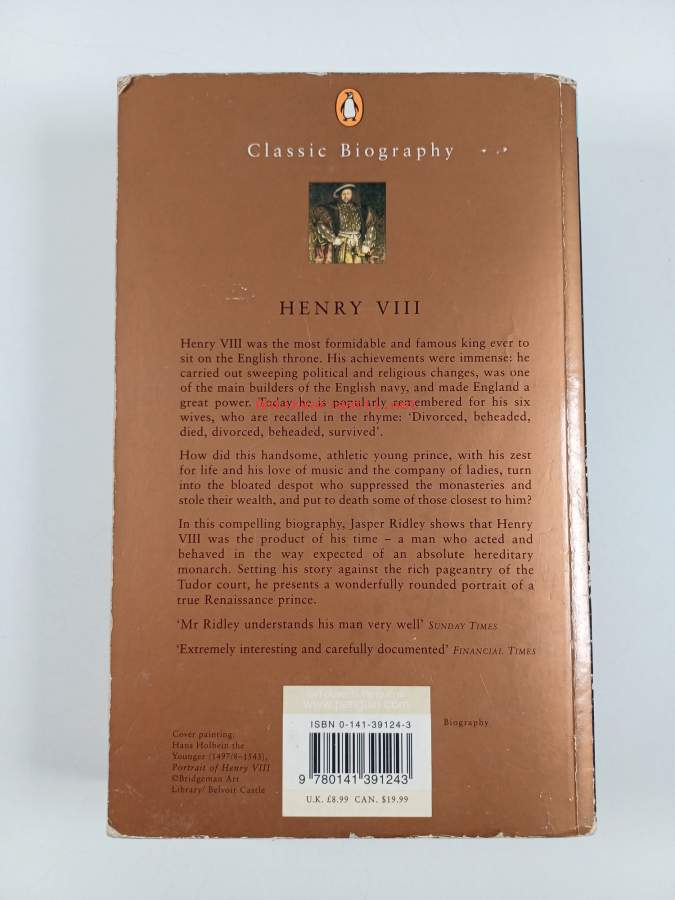 Classic Biography
HENRY VIII
Henry VIII was the most formidable and famous king ever to
sit on the English throne. His achievements were immense: he
carried out sweeping political and religious changes, was one
of the main builders of the English navy, and made England a
great power. Today he is popularly remembered for his six
wives, who are recalled in the rhyme: ‘Divorced, beheaded,
died, divorced, beheaded, survived’.
How did this handsome, athletic young prince, with his zest
for life and his love of music and the company of ladies, turn
into the bloated despot who suppressed the monasteries and
stole their wealth, and put to death some of those closest to him?
In this compelling biography, Jasper Ridley shows that Henry
VIII was the product of his time – a man who acted and
behaved in the way expected of an absolute hereditary
monarch. Setting his story against the rich pageantry of the
Tudor court, he presents a wonderfully rounded portrait of a
true Renaissance prince.
‘Mr Ridley understands his man very well’ SUNDAY TIMES
‘Extremely interesting and carefully documented’ FINANCIAL TIMES
www.penguin.com
ISBN 0-141-39124-3
9 780141 391243
U.K. £8.99 CAN. $19.99
Biography
Cover painting:
Hans Holbein the
Younger (1497/8–1543),
Portrait of Henry VIII
©Bridgeman Art
Library/ Belvoir Castle